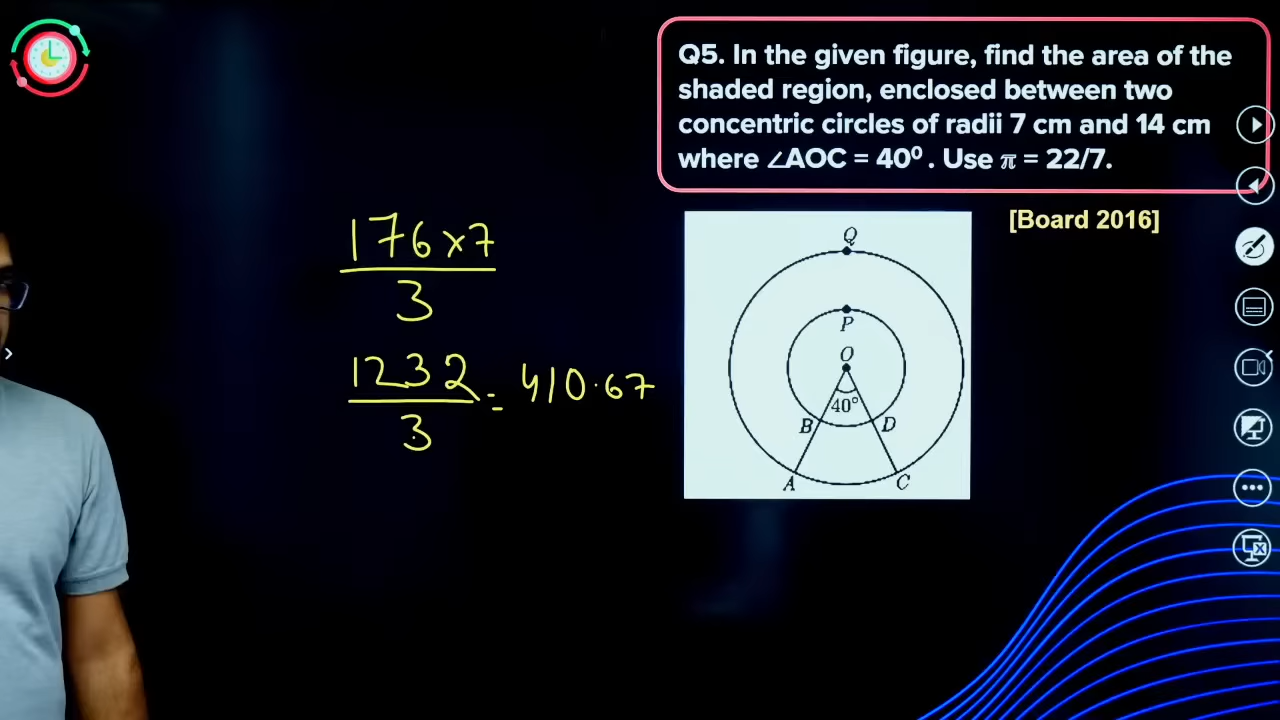 Q5. In the given figure, find the area of the
shaded region, enclosed between two
concentric circles of radii 7 cm and 14 cm
where ∠AOC = 40⁰ . Use π = 22/7.
[Board 2016]
176×7
3
1232
3
= 410.67
Q
P
O
40°
B
D
A
C